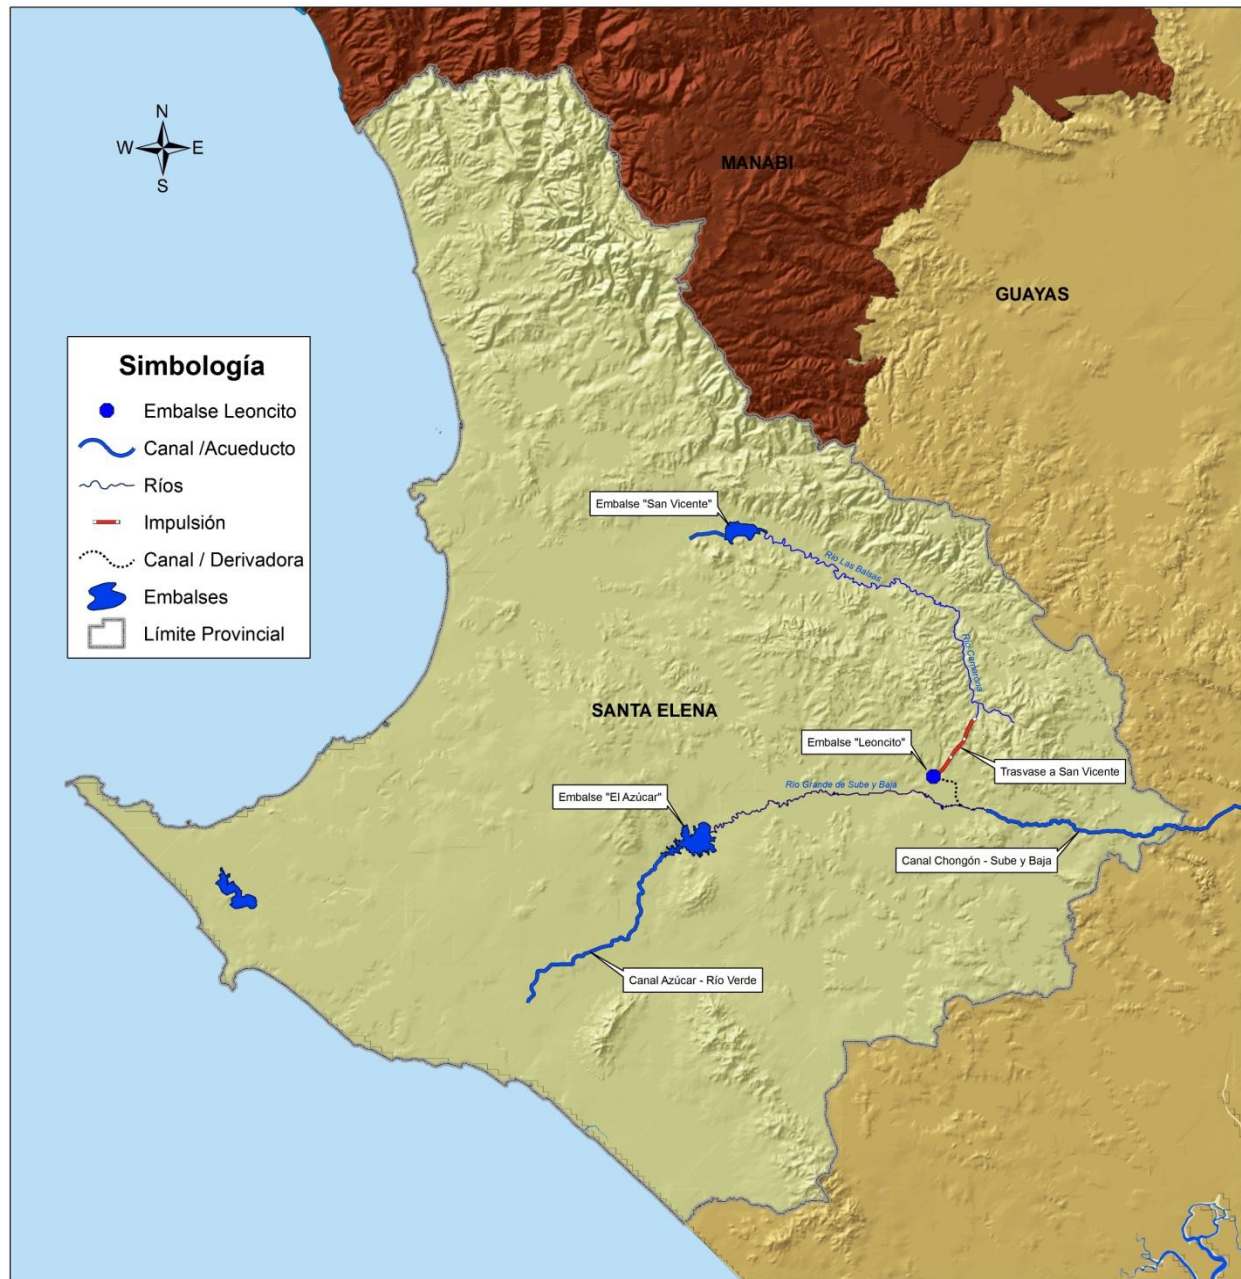 N
W E
S
MANABI
GUAYAS
Simbología
Embalse Leoncito
Canal /Acueducto
Ríos
Impulsión
Canal / Derivadora
Embalses
Límite Provincial
Embalse "San Vicente"
Río Las Balsas
Río Camarona
SANTA ELENA
Embalse "Leoncito"
Trasvase a San Vicente
Embalse "El Azúcar"
Río Grande de Sube y Baja
Canal Chongón - Sube y Baja
Canal Azúcar - Río Verde